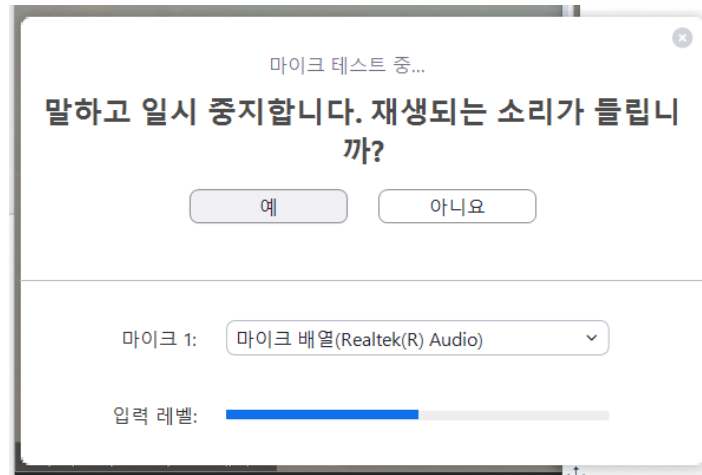 마이크 테스트 중...
말하고 일시 중지합니다. 재생되는 소리가 들립니
까?
예
아니요
마이크 1:
마이크 배열(Realtek(R) Audio)
입력 레벨: